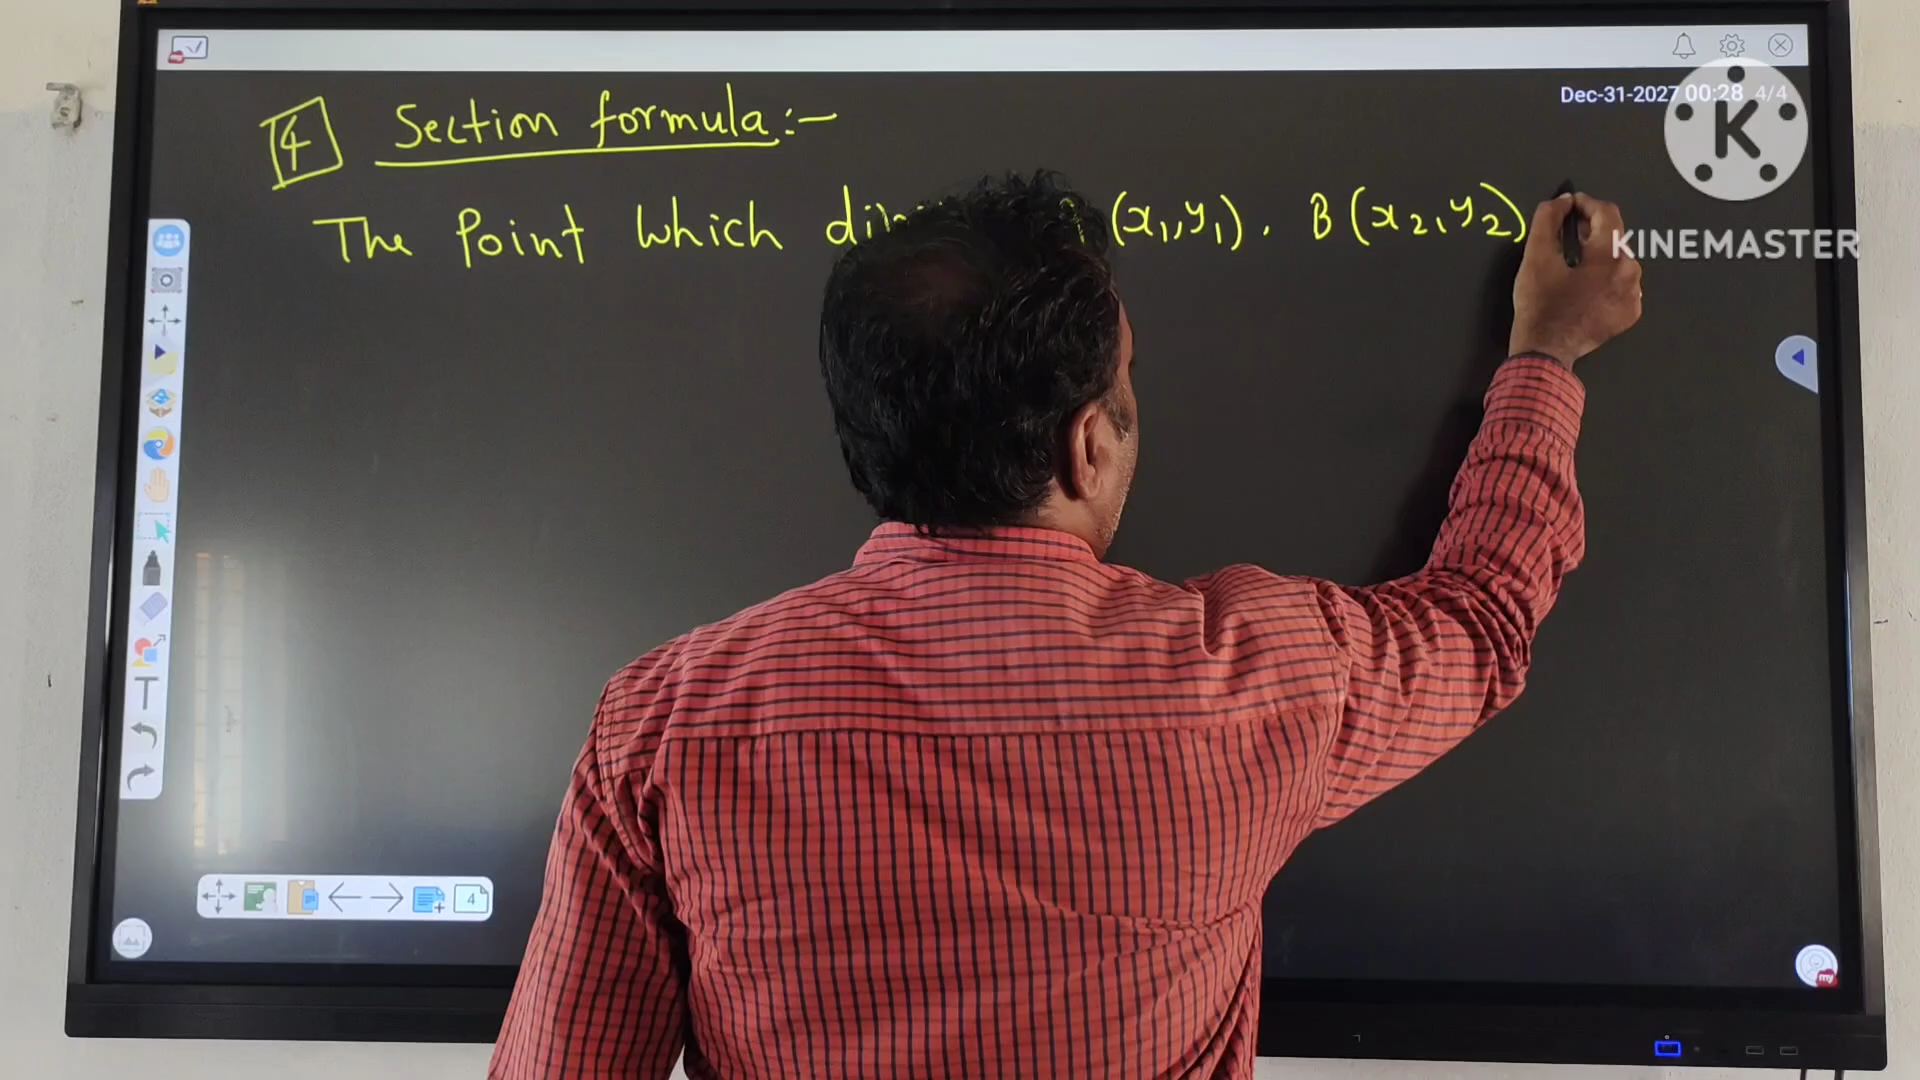 Dec-31-2027 00:28 4/4
K
KINEMASTER
4 Section formula:-
The Point which A (x₁,y₁), B (x₂,y₂)
T
4
my